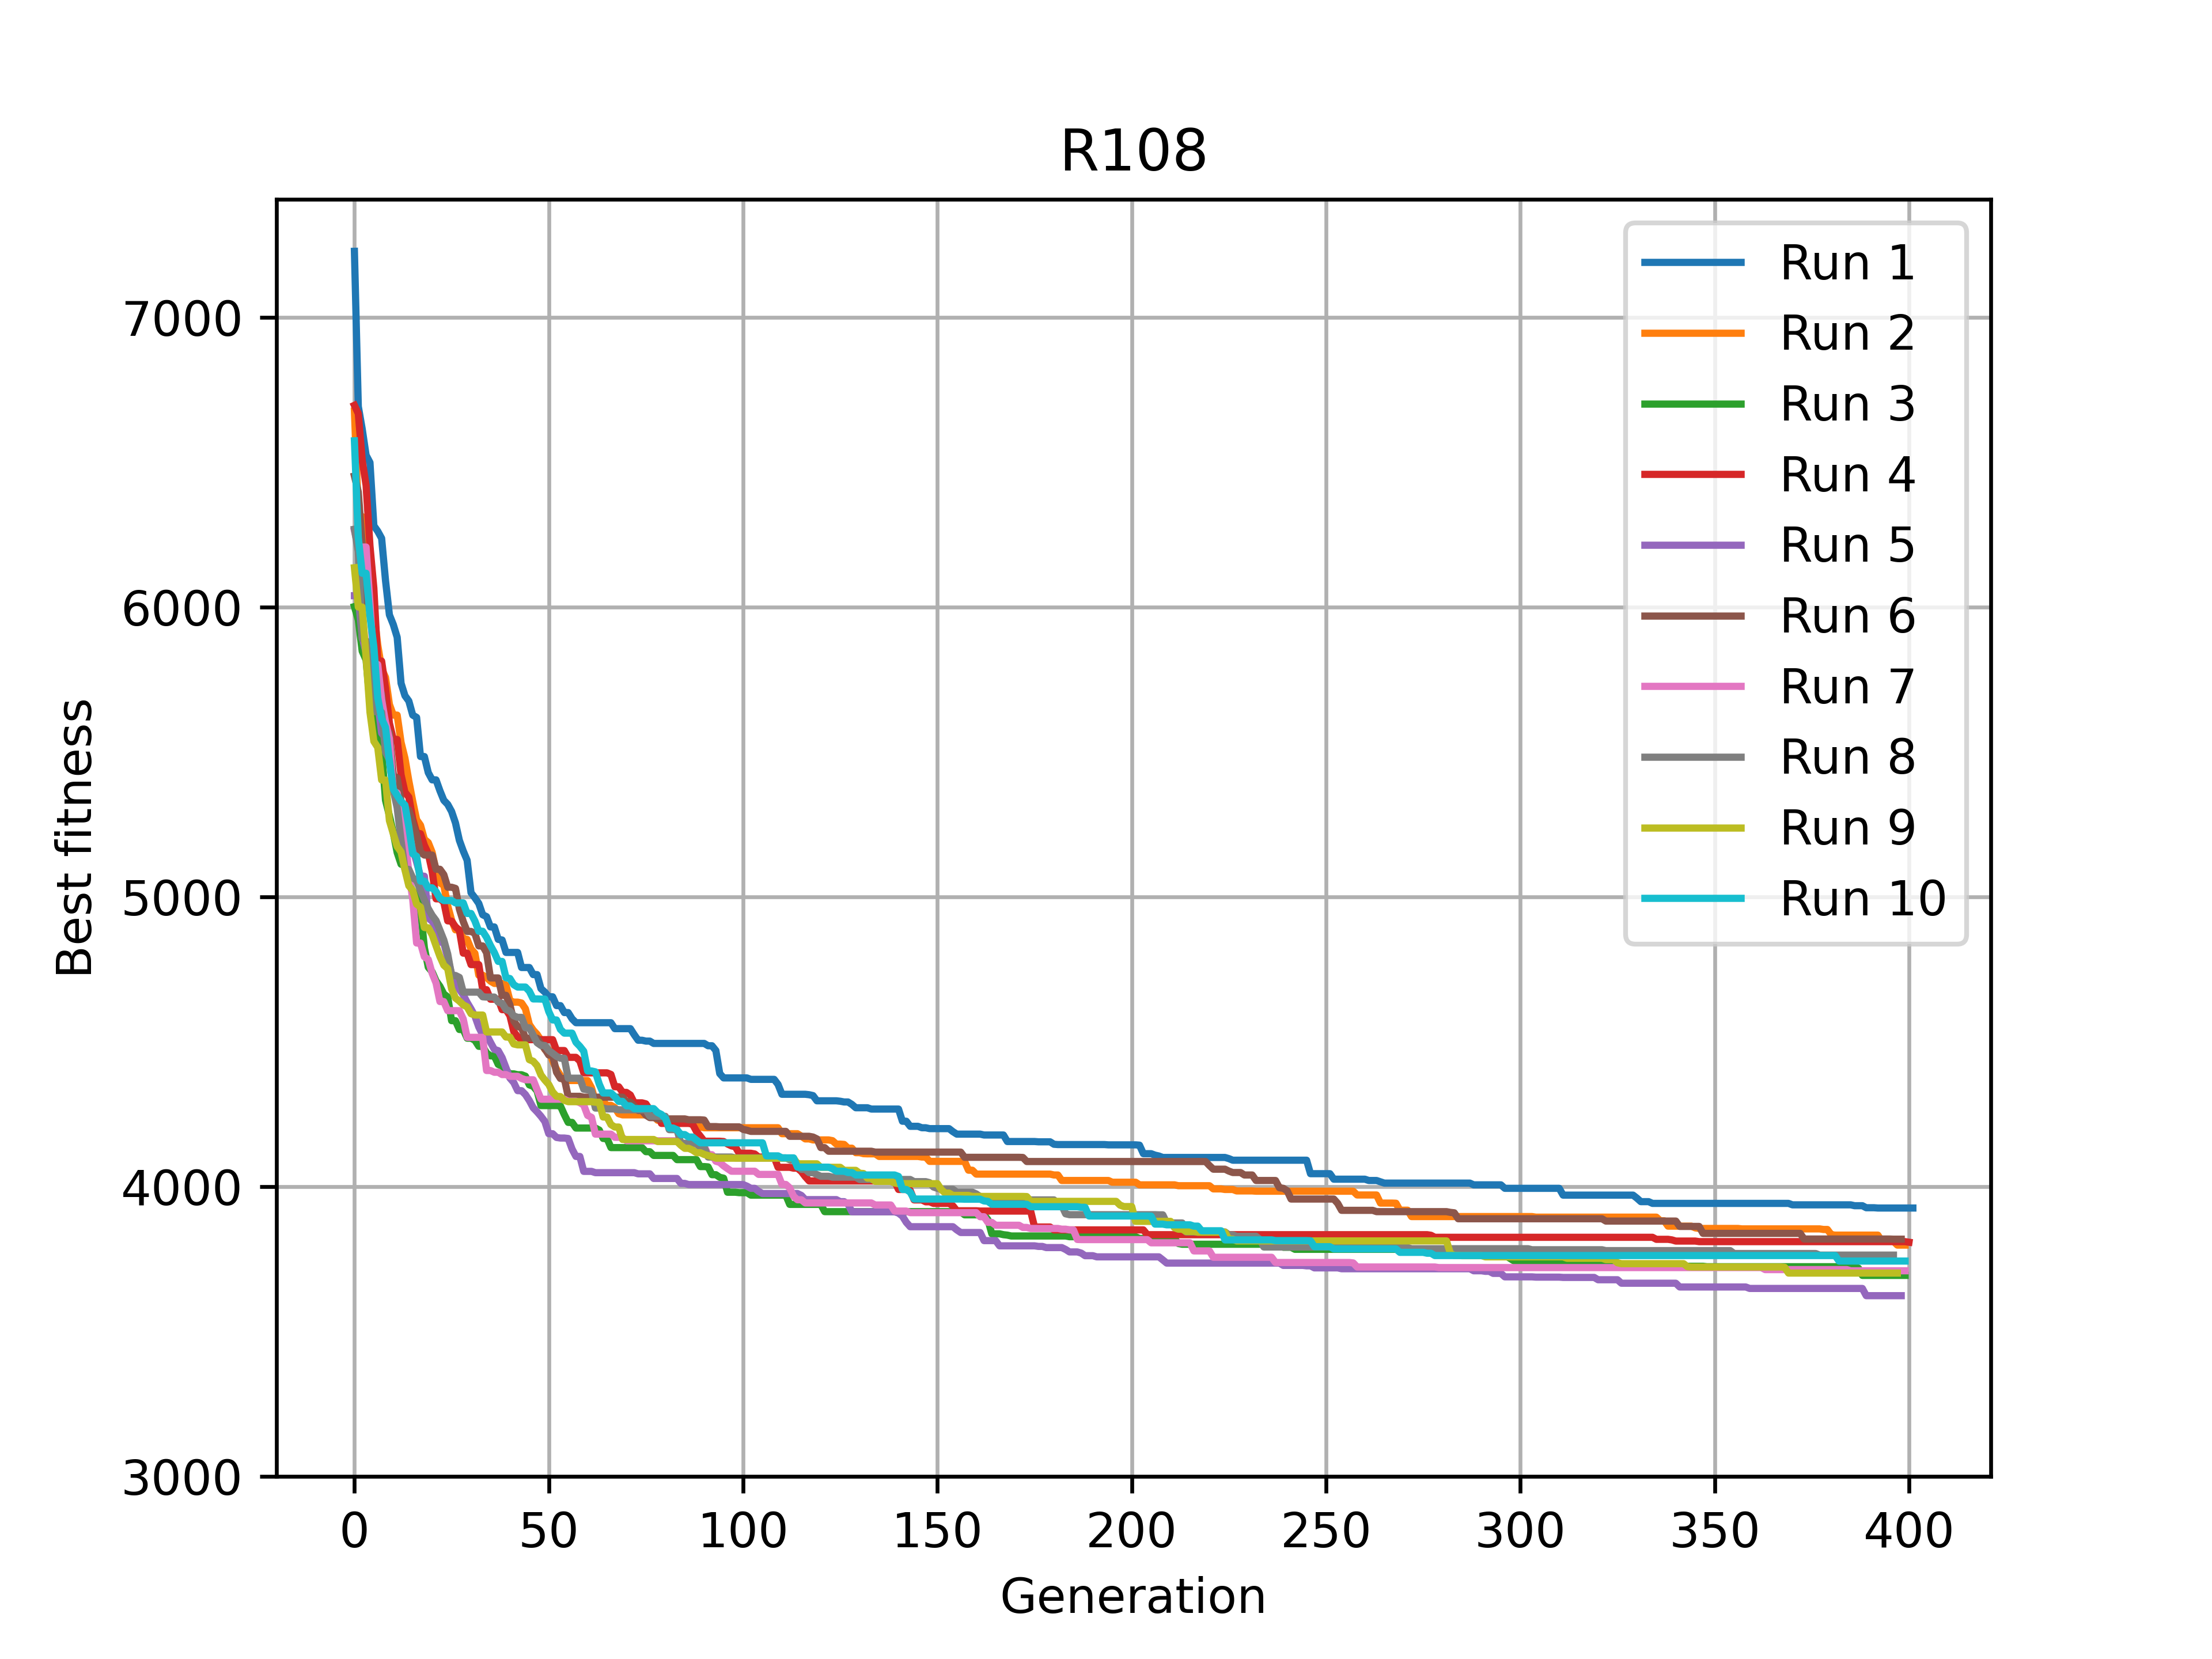 R108
7000
6000
5000
4000
3000
Best fitness
0 50 100 150 200 250 300 350 400
Generation
Run 1
Run 2
Run 3
Run 4
Run 5
Run 6
Run 7
Run 8
Run 9
Run 10